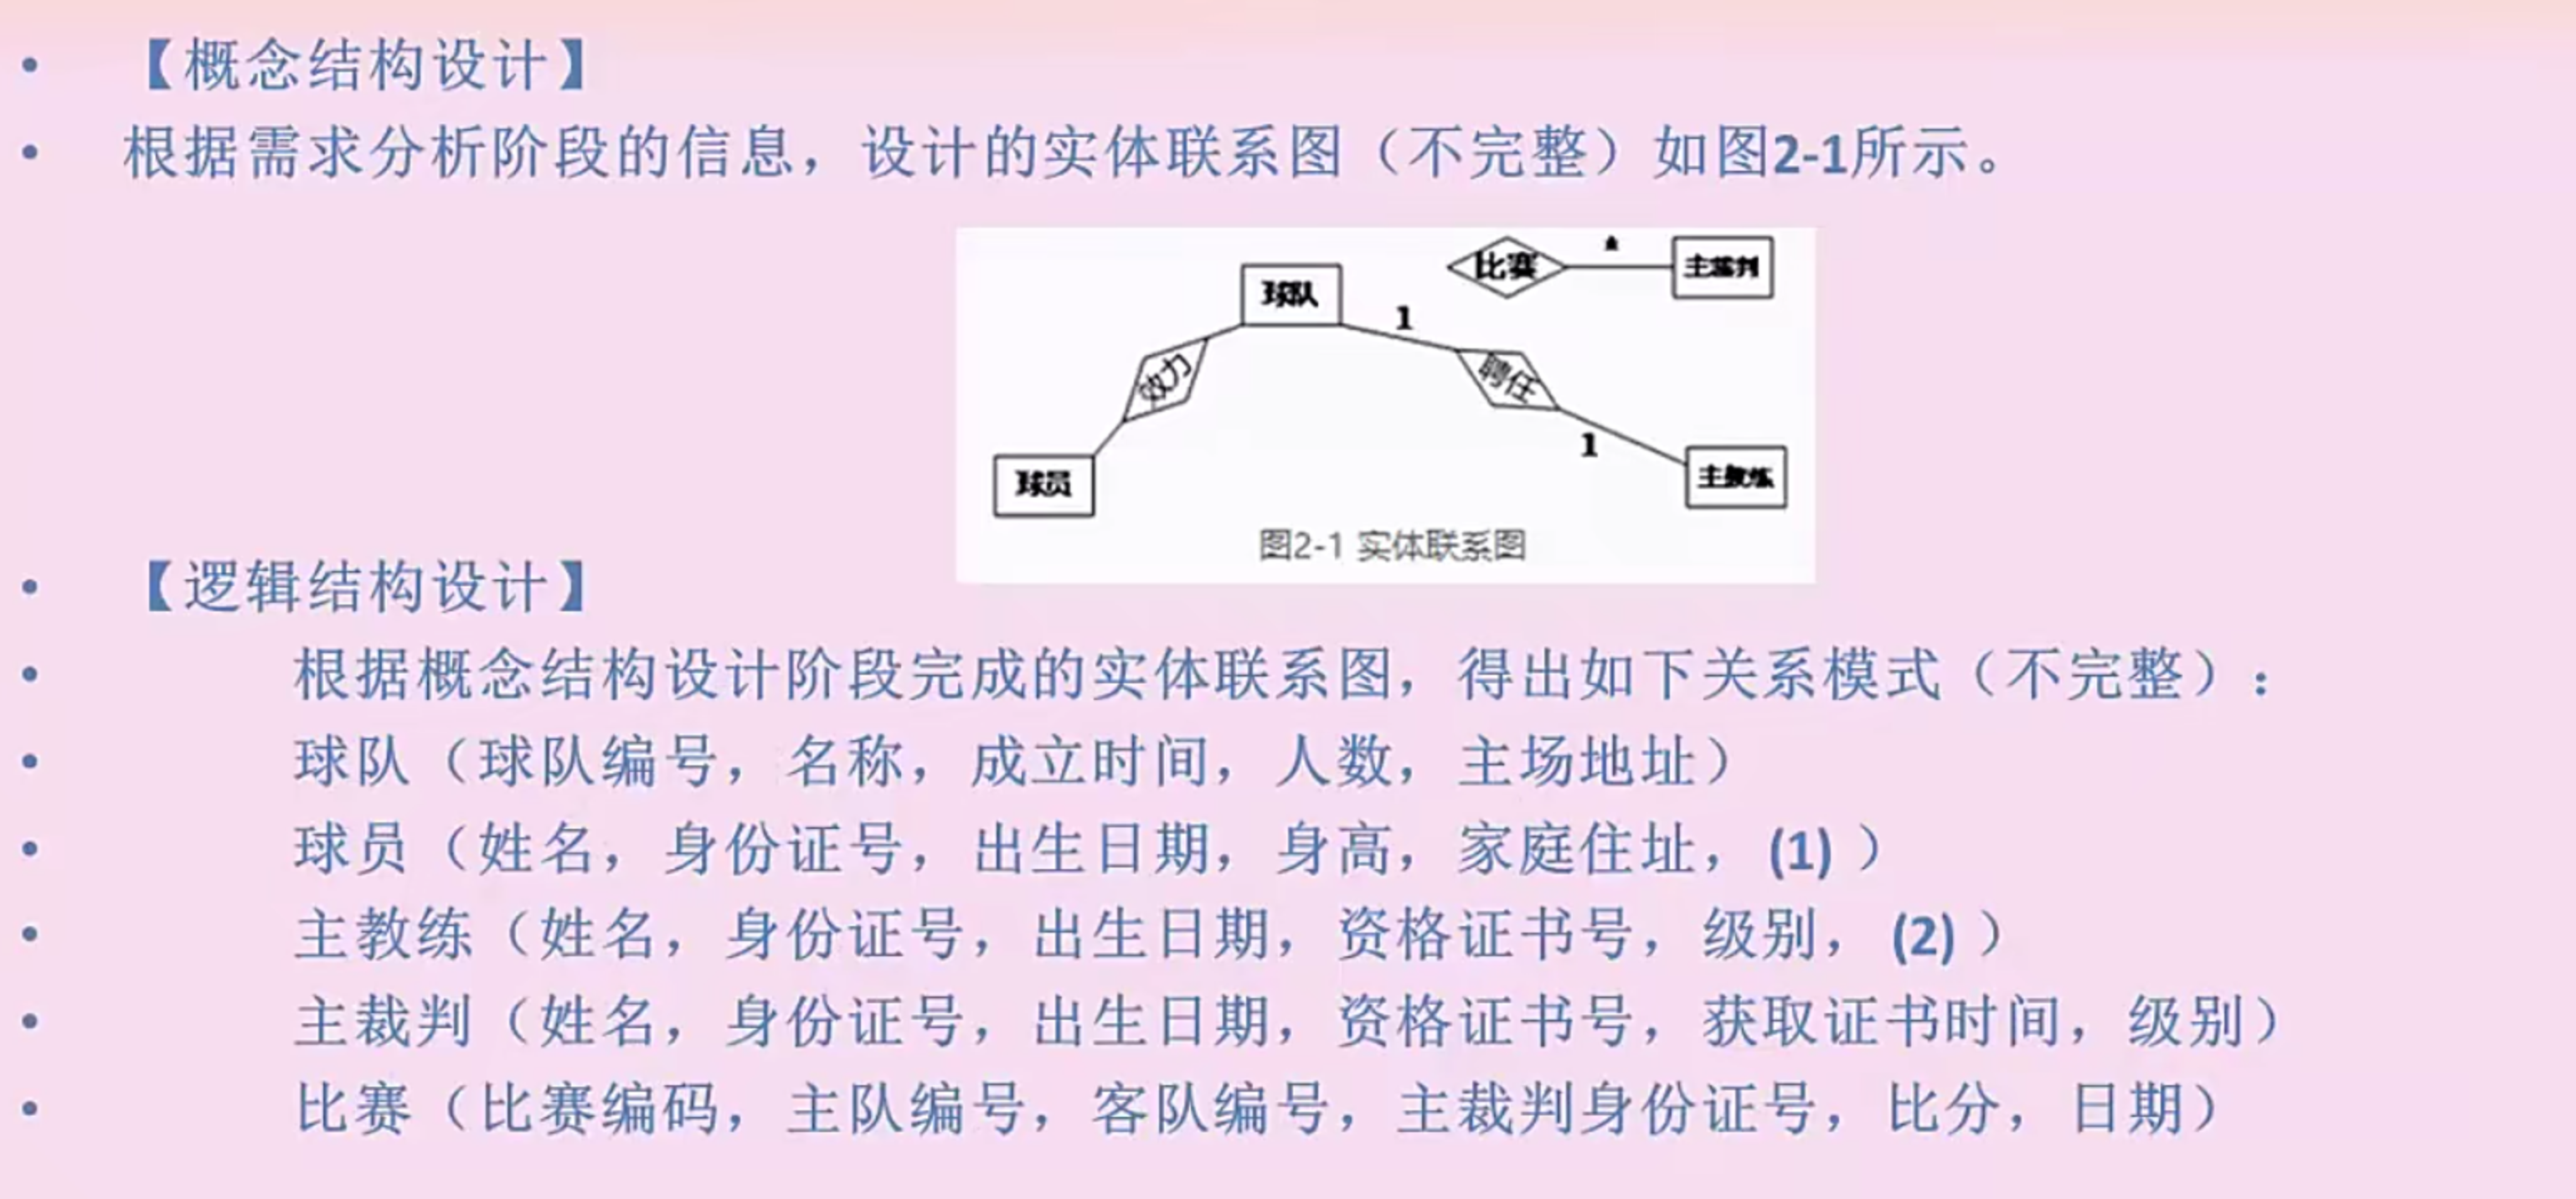 • 【概念结构设计】
• 根据需求分析阶段的信息，设计的实体联系图（不完整）如图2-1所示。
比赛 * 主裁判
球队
1
效力
聘任
1
球员
主教练
图2-1 实体联系图
• 【逻辑结构设计】
• 根据概念结构设计阶段完成的实体联系图，得出如下关系模式（不完整）：
• 球队（球队编号，名称，成立时间，人数，主场地址）
• 球员（姓名，身份证号，出生日期，身高，家庭住址，(1) ）
• 主教练（姓名，身份证号，出生日期，资格证书号，级别，(2) ）
• 主裁判（姓名，身份证号，出生日期，资格证书号，获取证书时间，级别）
• 比赛（比赛编码，主队编号，客队编号，主裁判身份证号，比分，日期）